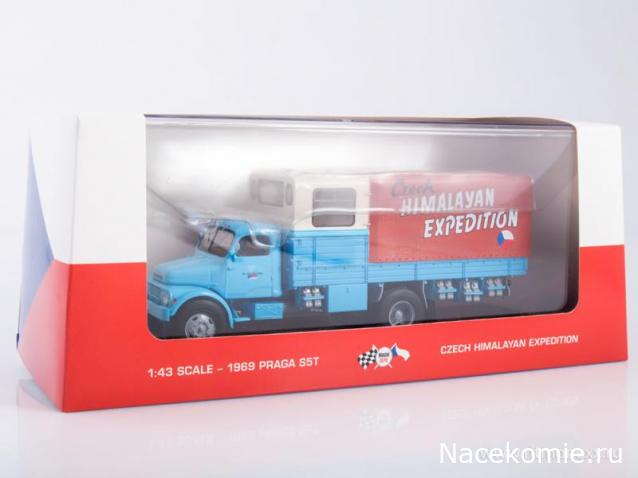 Czech
HIMALAYAN
EXPEDITION
1:43 SCALE – 1969 PRAGA S5T
CZECH HIMALAYAN EXPEDITION
Nacekomie.ru